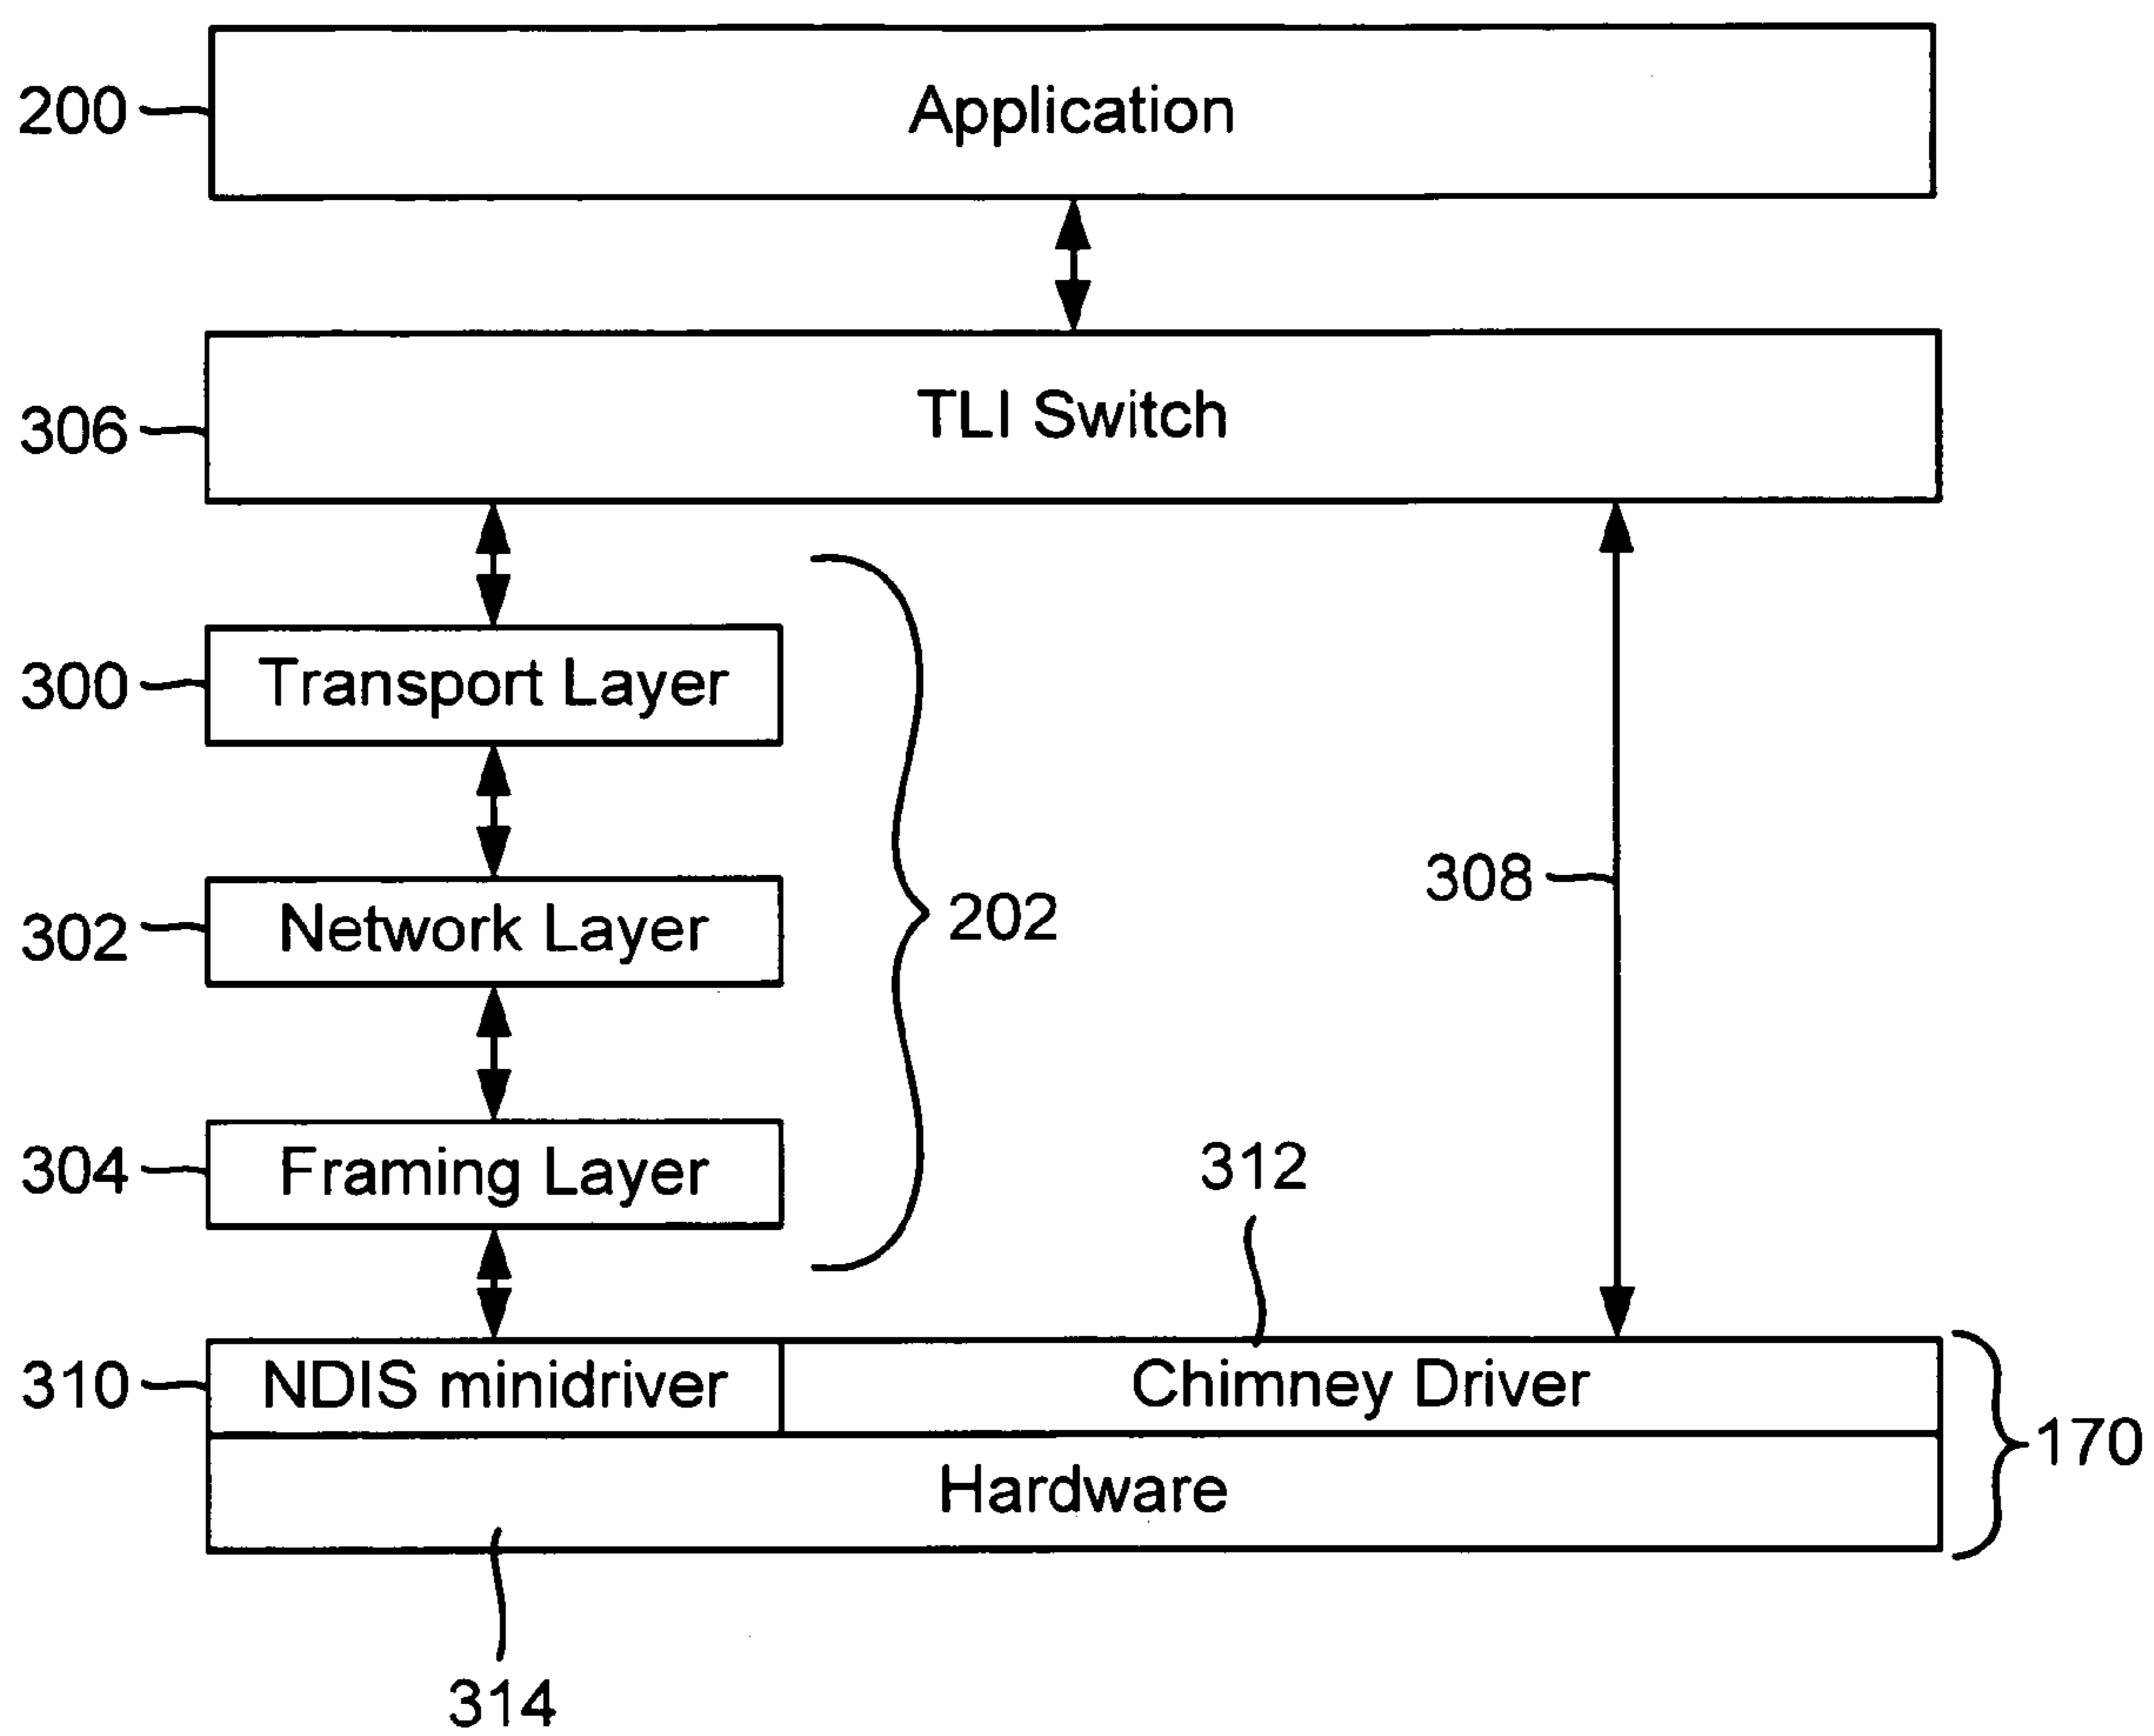 200
Application
306
TLI Switch
300
Transport Layer
302
Network Layer
202
308
304
Framing Layer
312
310
NDIS minidriver
Chimney Driver
170
Hardware
314